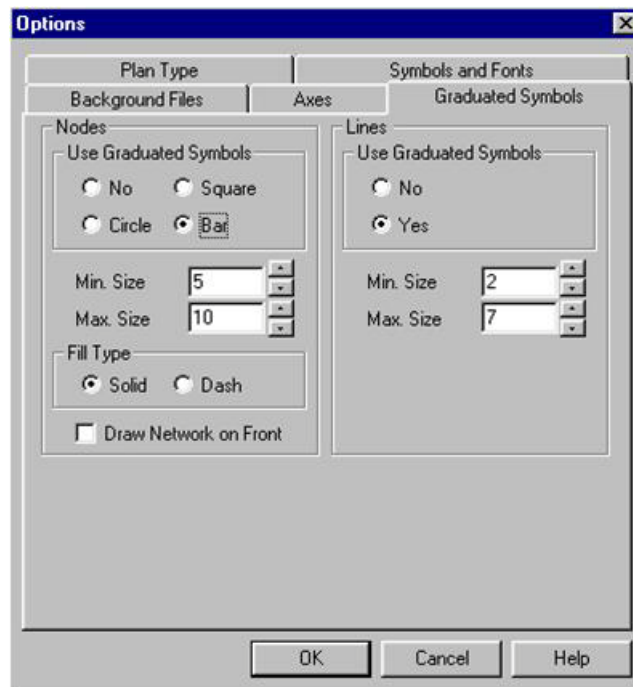 Options
Plan Type
Symbols and Fonts
Background Files
Axes
Graduated Symbols
Nodes
Use Graduated Symbols
No
Square
Circle
Bar
Min. Size
5
Max. Size
10
Fill Type
Solid
Dash
Draw Network on Front
Lines
Use Graduated Symbols
No
Yes
Min. Size
2
Max. Size
7
OK
Cancel
Help